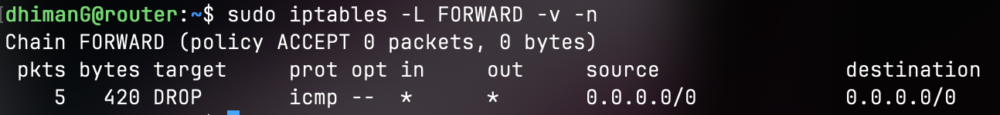 dhimanG@router:~$ sudo iptables -L FORWARD -v -n
Chain FORWARD (policy ACCEPT 0 packets, 0 bytes)
 pkts bytes target     prot opt in     out     source               destination
    5   420 DROP       icmp --  *      *       0.0.0.0/0            0.0.0.0/0